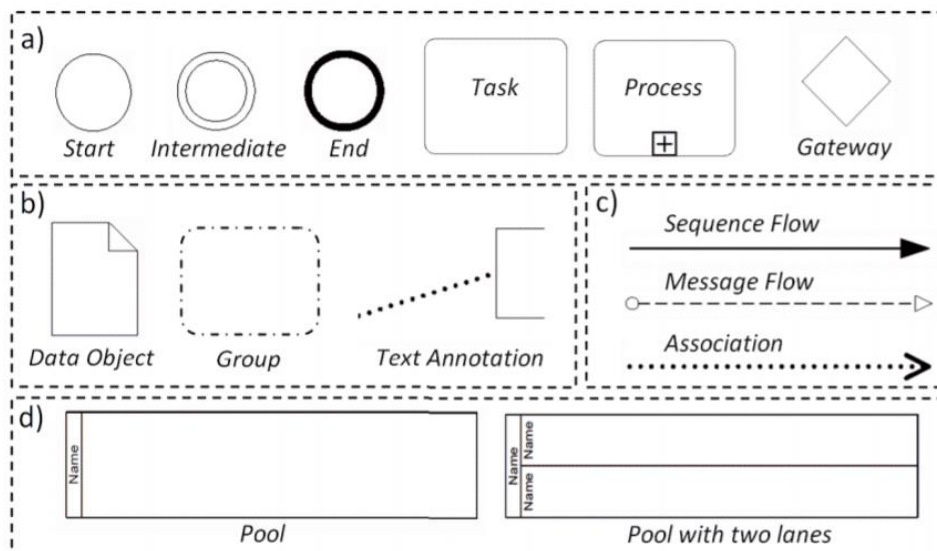 a)
Task
Process
Start
Intermediate
End
Gateway
b)
Data Object
Group
Text Annotation
c)
Sequence Flow
Message Flow
Association
d)
Name
Pool
Name
Name
Name
Pool with two lanes